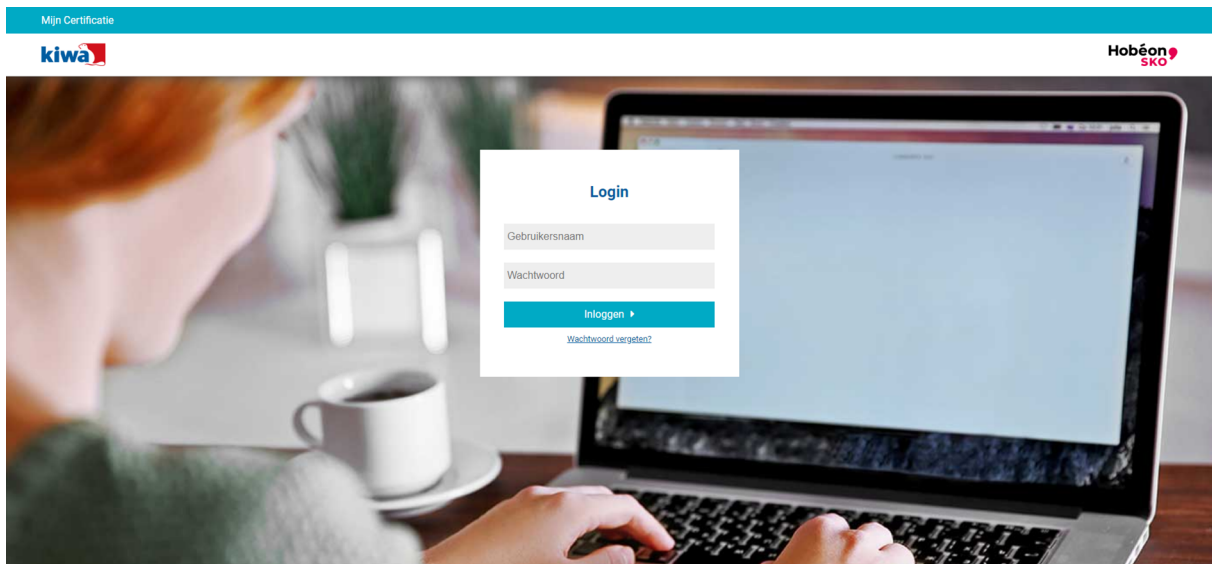 Mijn Certificatie
kiwa
Hobéon
SKO
Login
Gebruikersnaam
Wachtwoord
Inloggen
Wachtwoord vergeten?